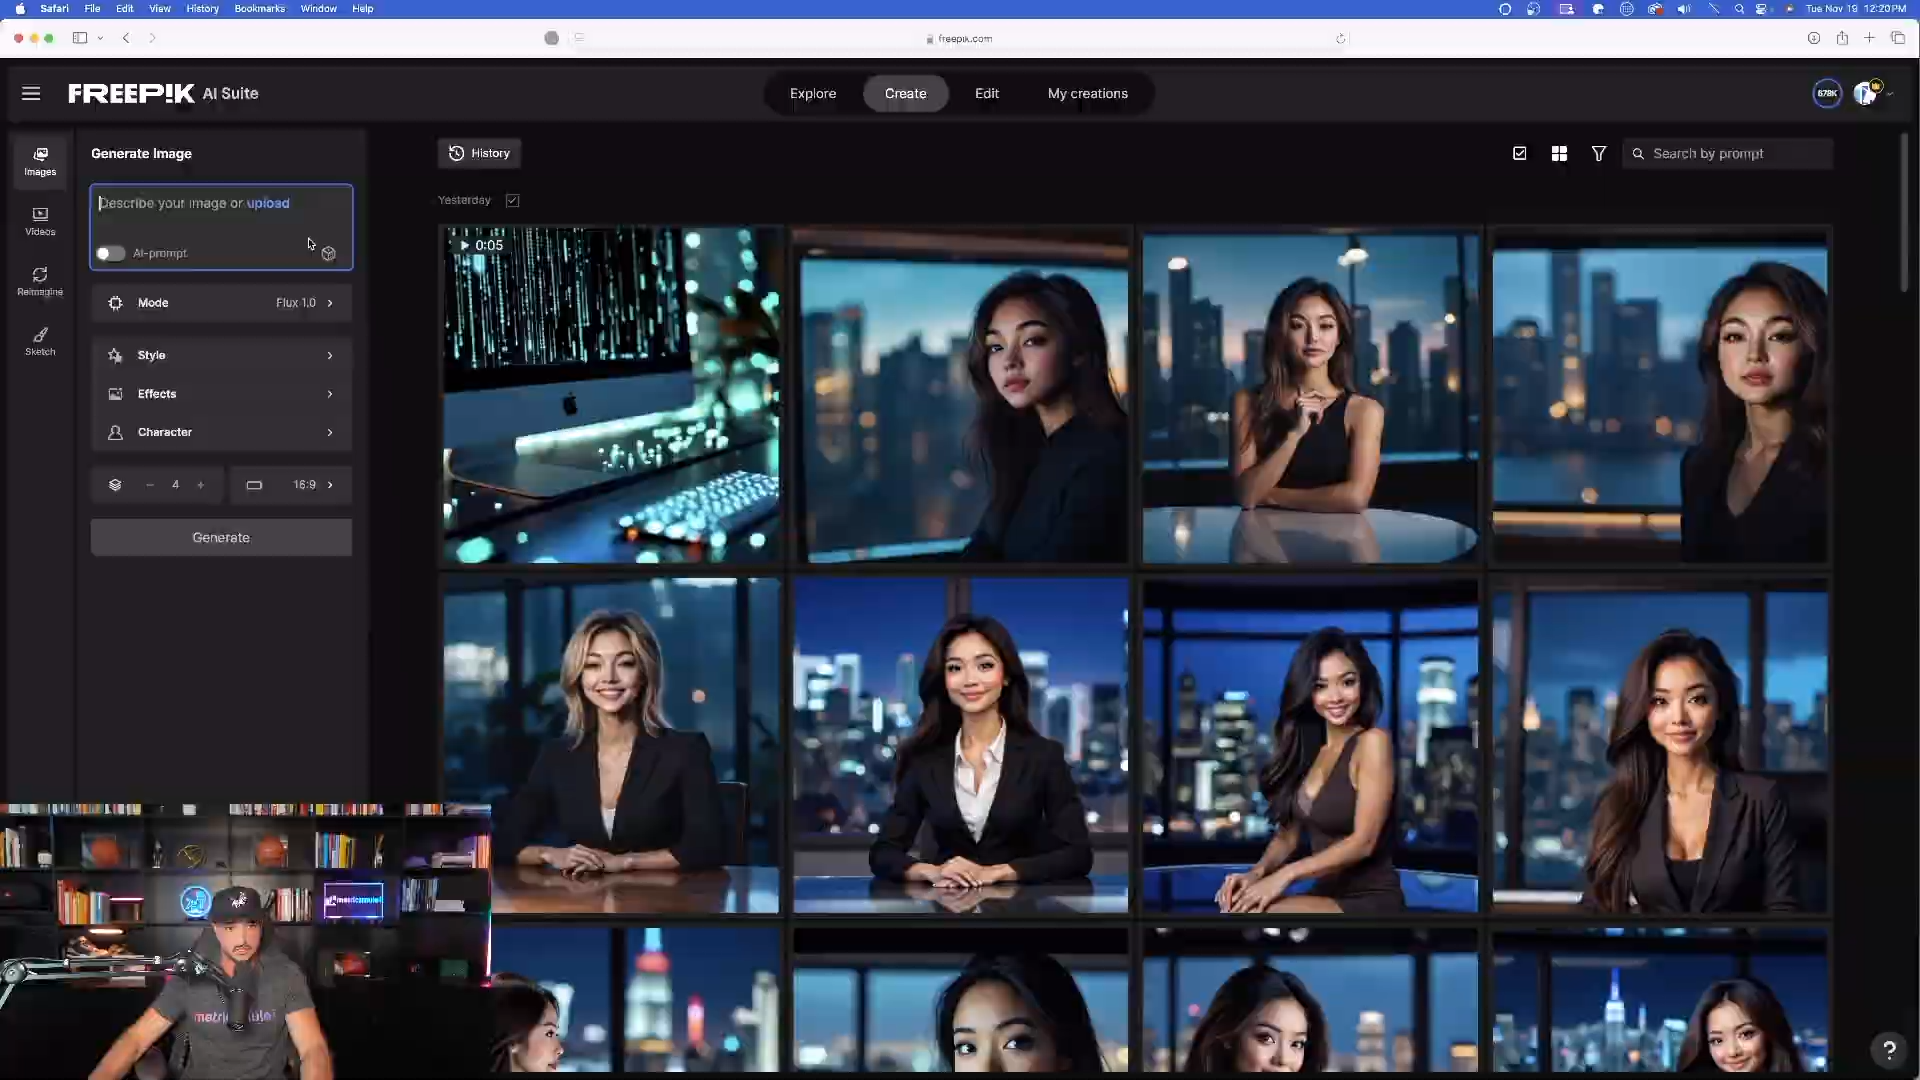 Safari File Edit View History Bookmarks Window Help
Tue Nov 19 12:20PM
freepik.com
FREEP!K AI Suite
Explore Create Edit My creations
678K
Images
Videos
Reimagine
Sketch
Generate Image
Describe your image or upload
AI-prompt
Mode Flux 1.0
Style
Effects
Character
4 16:9
Generate
History
Search by prompt
Yesterday
0:05
?